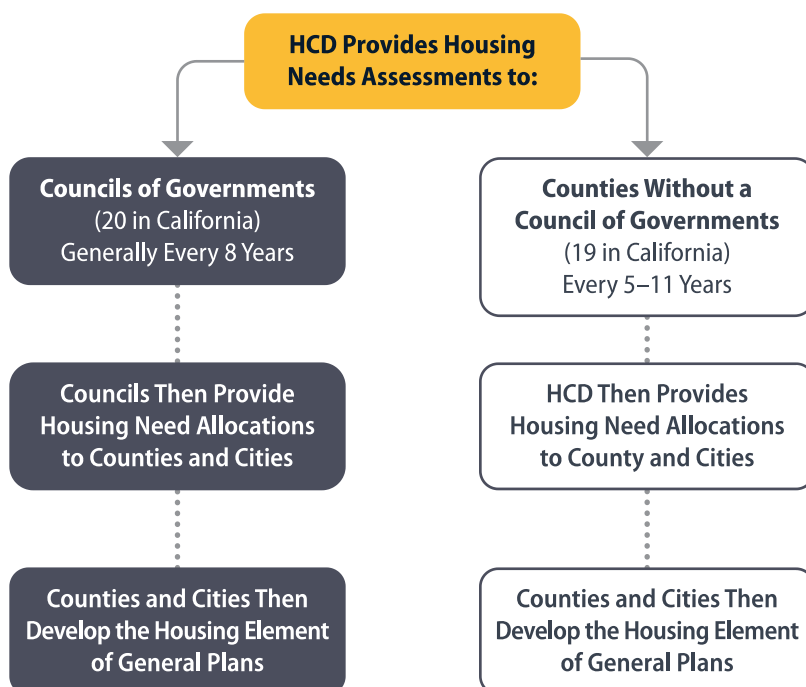 HCD Provides Housing
Needs Assessments to:
Councils of Governments
(20 in California)
Generally Every 8 Years
Counties Without a
Council of Governments
(19 in California)
Every 5–11 Years
Councils Then Provide
Housing Need Allocations
to Counties and Cities
HCD Then Provides
Housing Need Allocations
to County and Cities
Counties and Cities Then
Develop the Housing Element
of General Plans
Counties and Cities Then
Develop the Housing Element
of General Plans